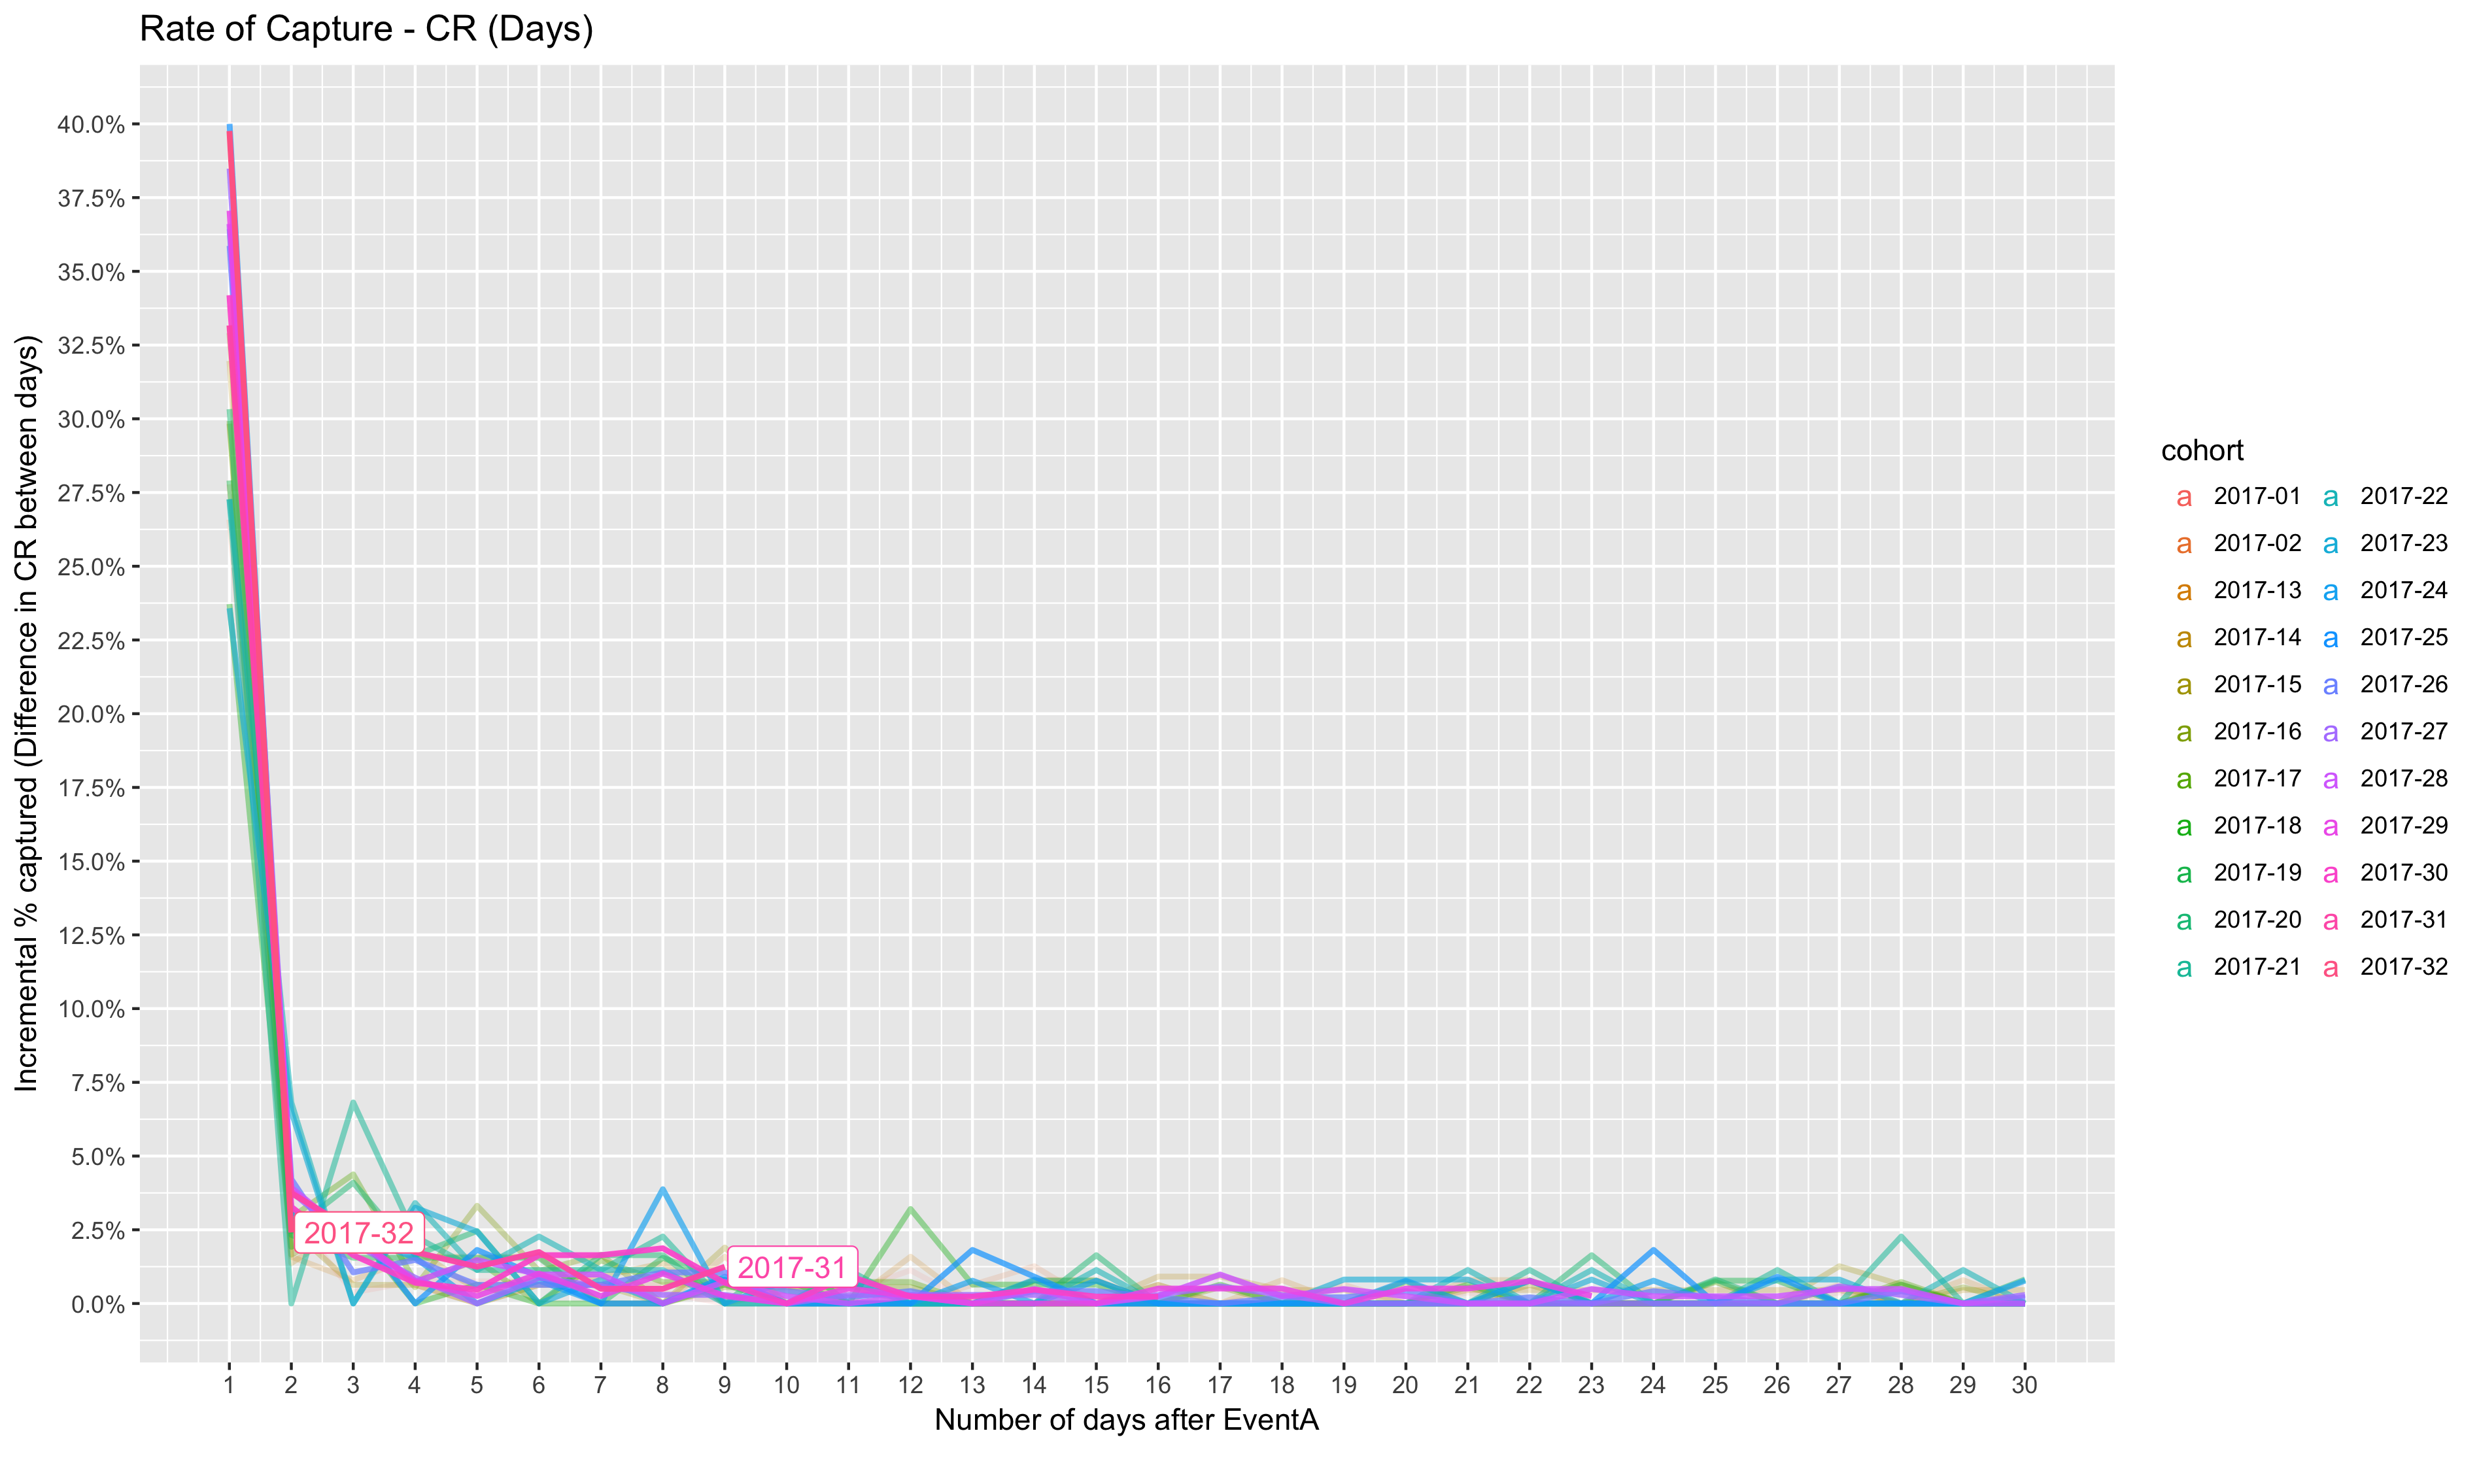 Rate of Capture - CR (Days)
Incremental % captured (Difference in CR between days)
40.0%
37.5%
35.0%
32.5%
30.0%
27.5%
25.0%
22.5%
20.0%
17.5%
15.0%
12.5%
10.0%
7.5%
5.0%
2.5%
0.0%
2017-32
2017-31
1 2 3 4 5 6 7 8 9 10 11 12 13 14 15 16 17 18 19 20 21 22 23 24 25 26 27 28 29 30
Number of days after EventA
cohort
a 2017-01 a 2017-22
a 2017-02 a 2017-23
a 2017-13 a 2017-24
a 2017-14 a 2017-25
a 2017-15 a 2017-26
a 2017-16 a 2017-27
a 2017-17 a 2017-28
a 2017-18 a 2017-29
a 2017-19 a 2017-30
a 2017-20 a 2017-31
a 2017-21 a 2017-32